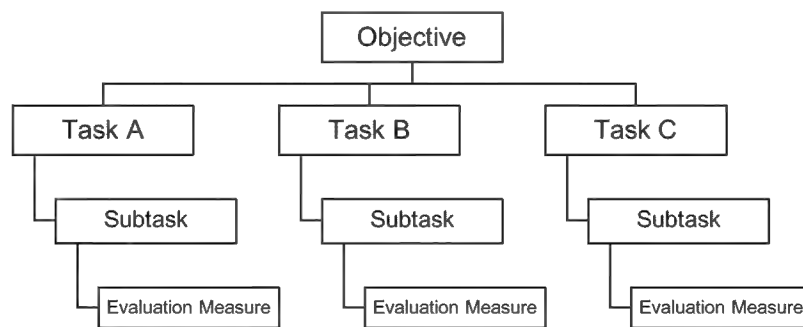 Objective
Task A
Task B
Task C
Subtask
Subtask
Subtask
Evaluation Measure
Evaluation Measure
Evaluation Measure